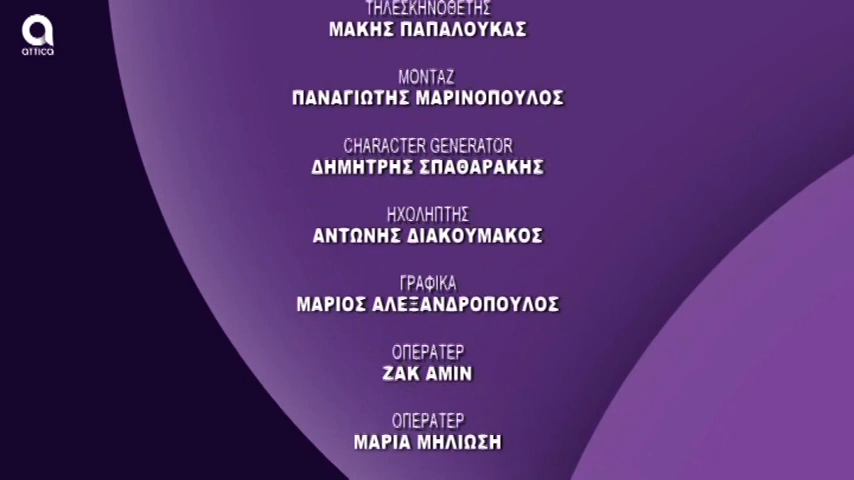 attica
ΤΗΛΕΣΚΗΝΟΘΕΤΗΣ
ΜΑΚΗΣ ΠΑΠΑΛΟΥΚΑΣ
ΜΟΝΤΑΖ
ΠΑΝΑΓΙΩΤΗΣ ΜΑΡΙΝΟΠΟΥΛΟΣ
CHARACTER GENERATOR
ΔΗΜΗΤΡΗΣ ΣΠΑΘΑΡΑΚΗΣ
ΗΧΟΛΗΠΤΗΣ
ΑΝΤΩΝΗΣ ΔΙΑΚΟΥΜΑΚΟΣ
ΓΡΑΦΙΚΑ
ΜΑΡΙΟΣ ΑΛΕΞΑΝΔΡΟΠΟΥΛΟΣ
ΟΠΕΡΑΤΕΡ
ΖΑΚ ΑΜΙΝ
ΟΠΕΡΑΤΕΡ
ΜΑΡΙΑ ΜΗΛΙΩΣΗ